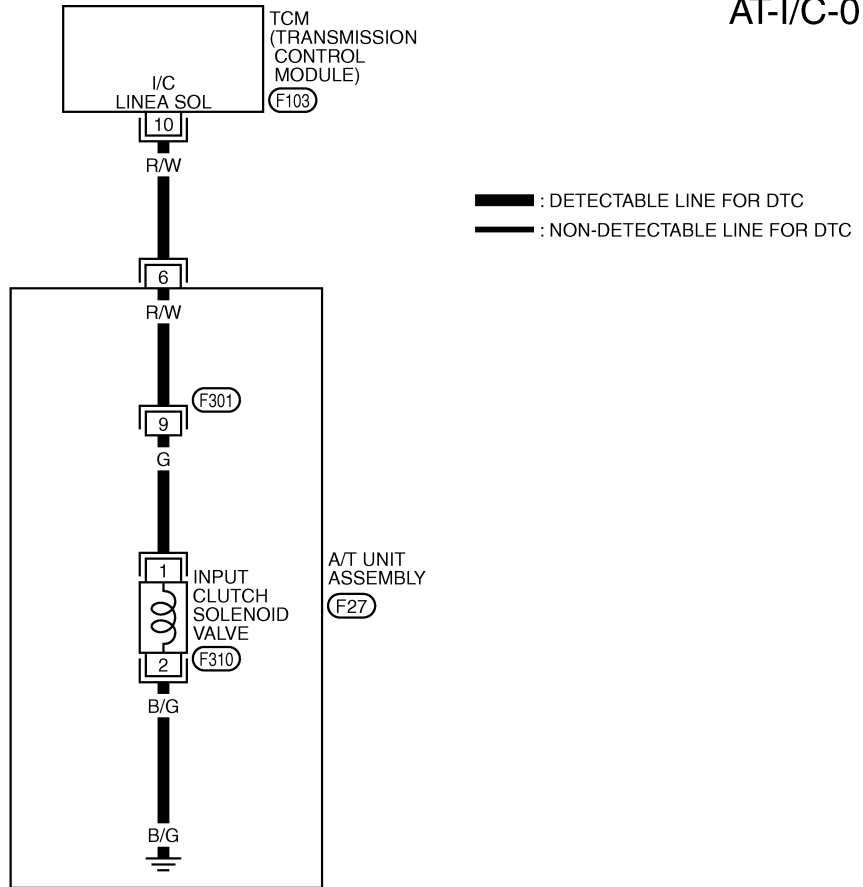 AT-I/C-0
TCM
(TRANSMISSION
CONTROL
MODULE)
F103
I/C
LINEA SOL
10
R/W
: DETECTABLE LINE FOR DTC
: NON-DETECTABLE LINE FOR DTC
6
R/W
F301
9
G
1
INPUT
CLUTCH
SOLENOID
VALVE
F310
2
A/T UNIT
ASSEMBLY
F27
B/G
B/G